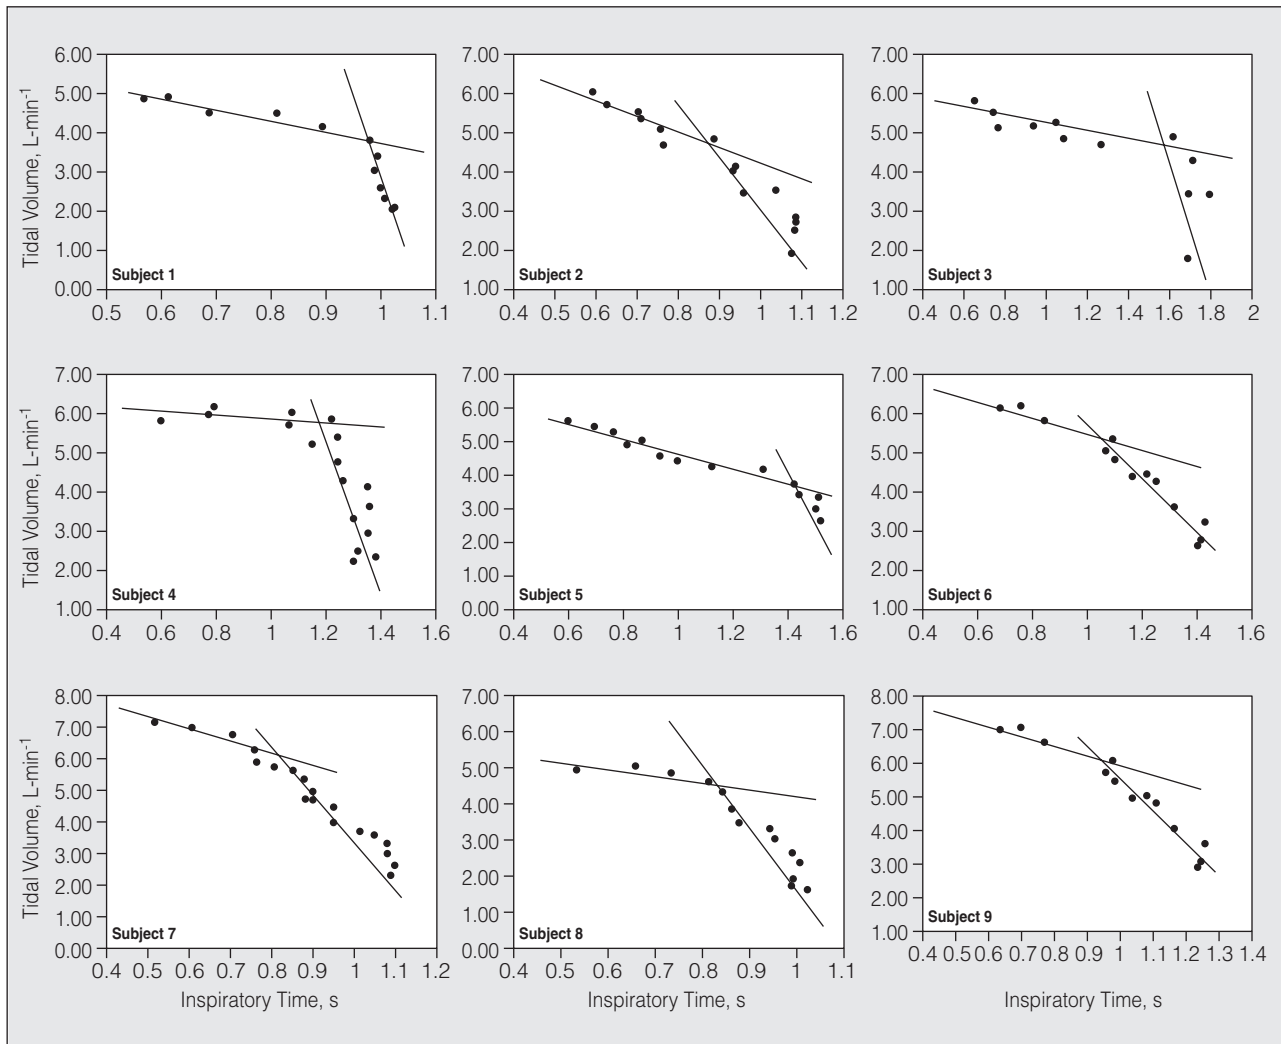 6.00 5.00 4.00 3.00 2.00 1.00 0.00
Tidal Volume, L-min-1
Subject 1
0.5 0.6 0.7 0.8 0.9 1 1.1
7.00 6.00 5.00 4.00 3.00 2.00 1.00
Subject 2
0.4 0.5 0.6 0.7 0.8 0.9 1 1.1 1.2
7.00 6.00 5.00 4.00 3.00 2.00 1.00
Subject 3
0.4 0.6 0.8 1 1.2 1.4 1.6 1.8 2
7.00 6.00 5.00 4.00 3.00 2.00 1.00
Tidal Volume, L-min-1
Subject 4
0.4 0.6 0.8 1 1.2 1.4 1.6
7.00 6.00 5.00 4.00 3.00 2.00 1.00 0.00
Subject 5
0.4 0.6 0.8 1 1.2 1.4 1.6
7.00 6.00 5.00 4.00 3.00 2.00 1.00
Subject 6
0.4 0.6 0.8 1 1.2 1.4 1.6
8.00 7.00 6.00 5.00 4.00 3.00 2.00 1.00 0.00
Tidal Volume, L-min-1
Subject 7
0.4 0.5 0.6 0.7 0.8 0.9 1 1.1 1.2
Inspiratory Time, s
7.00 6.00 5.00 4.00 3.00 2.00 1.00 0.00
Subject 8
0.4 0.5 0.6 0.7 0.8 0.9 1 1.1
Inspiratory Time, s
8.00 7.00 6.00 5.00 4.00 3.00 2.00 1.00
Subject 9
0.4 0.5 0.6 0.7 0.8 0.9 1 1.1 1.2 1.3 1.4
Inspiratory Time, s